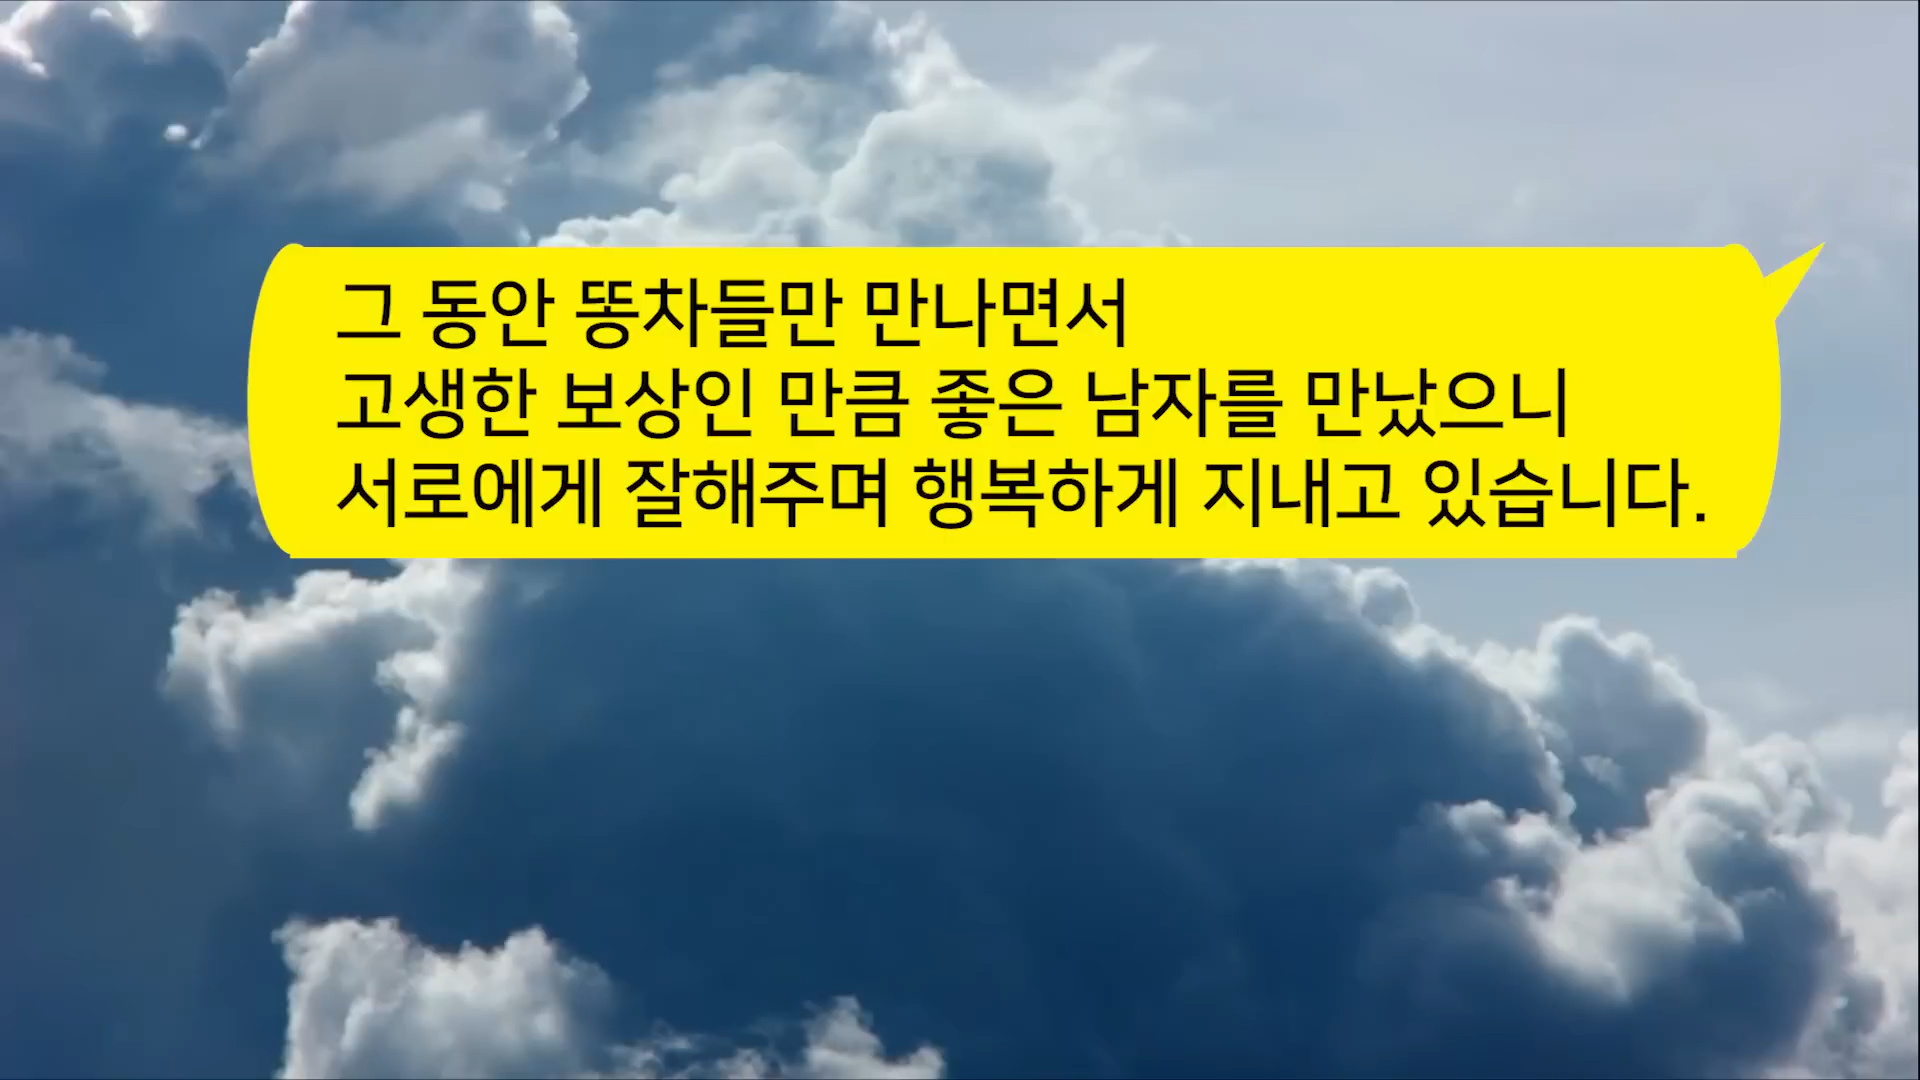 그 동안 똥차들만 만나면서
고생한 보상인 만큼 좋은 남자를 만났으니
서로에게 잘해주며 행복하게 지내고 있습니다.